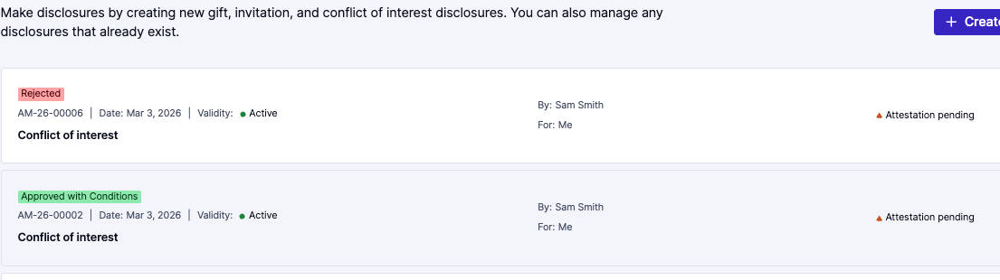 Make disclosures by creating new gift, invitation, and conflict of interest disclosures. You can also manage any
disclosures that already exist.
+ Create
Rejected
AM-26-00006 | Date: Mar 3, 2026 | Validity: Active
Conflict of interest
By: Sam Smith
For: Me
Attestation pending
Approved with Conditions
AM-26-00002 | Date: Mar 3, 2026 | Validity: Active
Conflict of interest
By: Sam Smith
For: Me
Attestation pending